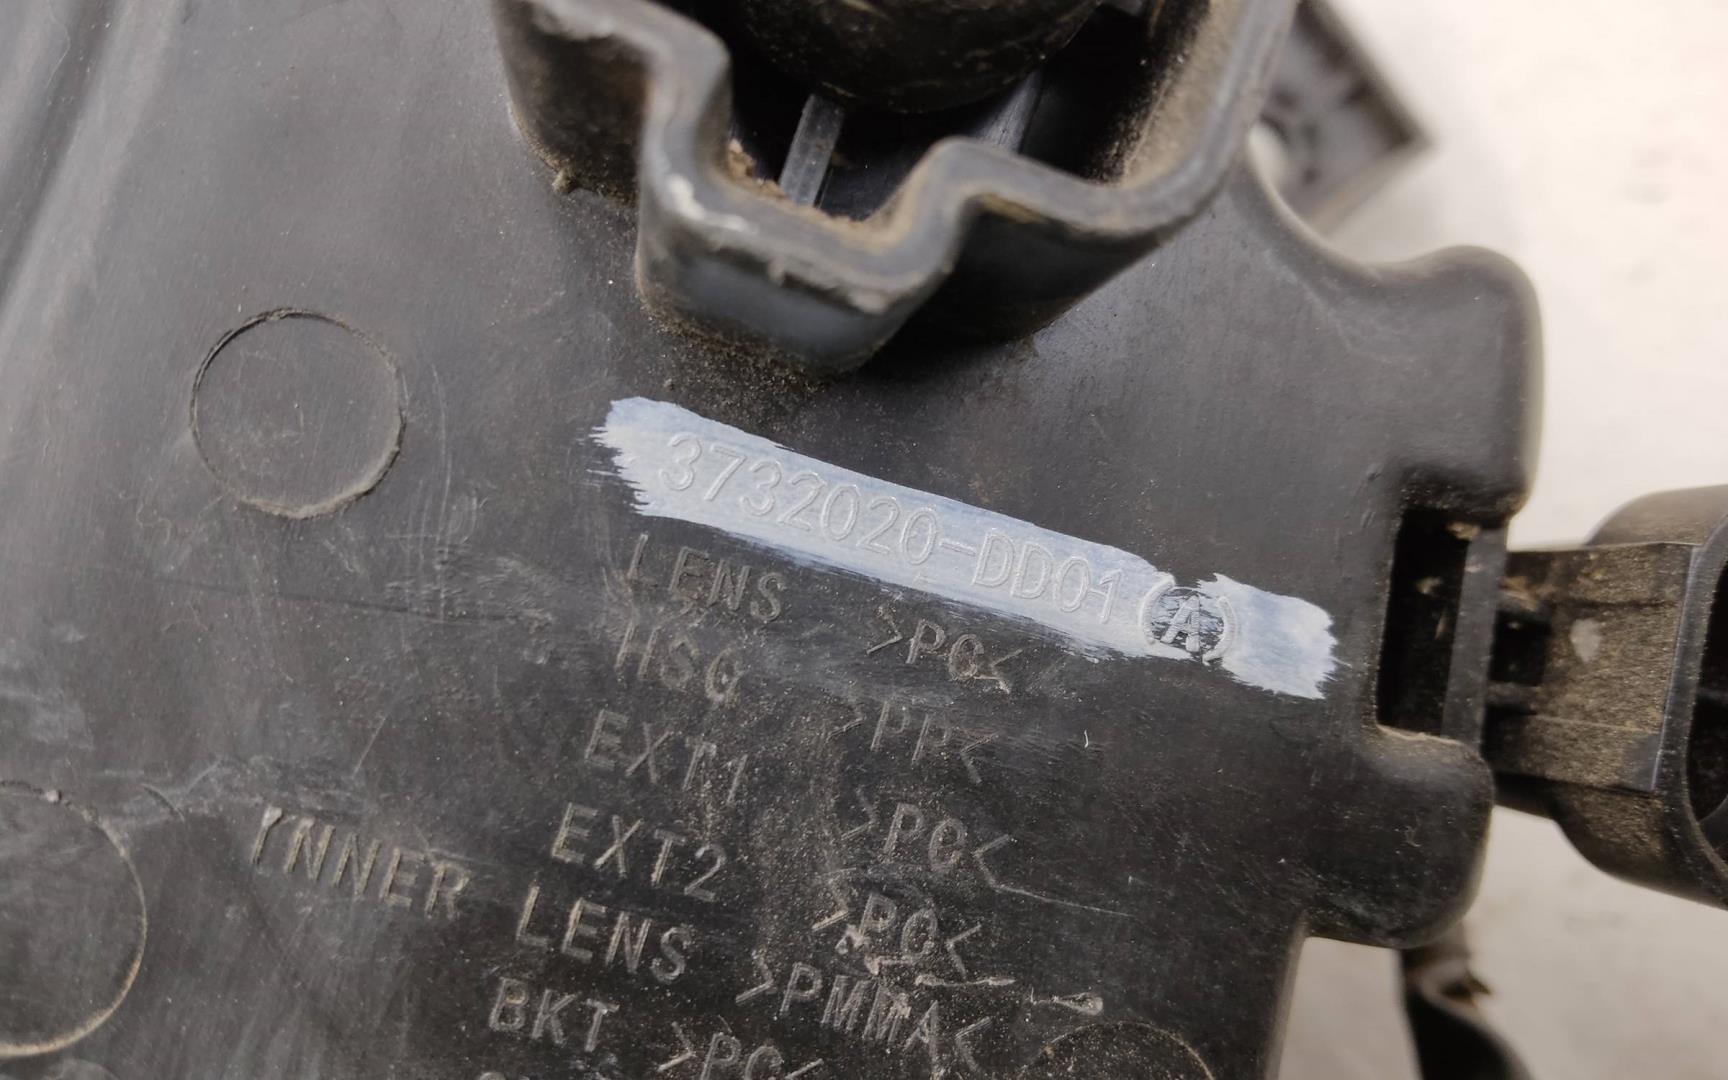 3732020-DD01 (A)
LENS >PC<
HSG >PP<
EXT1 >PC<
EXT2 >PC<
INNER LENS >PMMA<
BKT >PC<